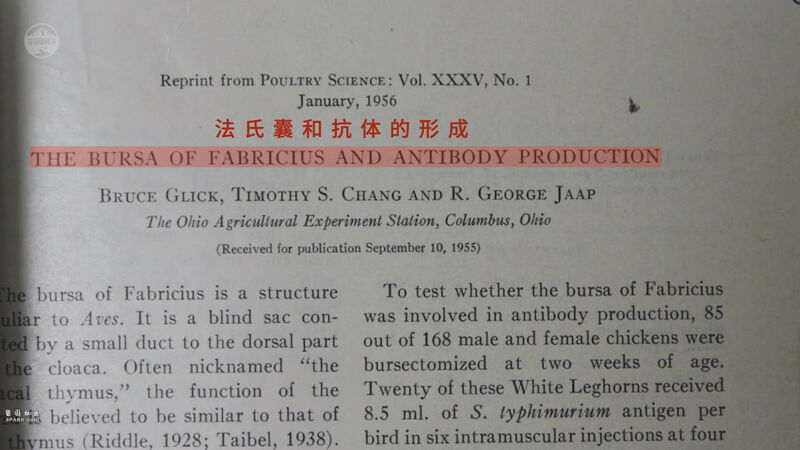 Reprint from POULTRY SCIENCE: Vol. XXXV, No. 1
January, 1956
法氏囊和抗体的形成
THE BURSA OF FABRICIUS AND ANTIBODY PRODUCTION
BRUCE GLICK, TIMOTHY S. CHANG AND R. GEORGE JAAP
The Ohio Agricultural Experiment Station, Columbus, Ohio
(Received for publication September 10, 1955)
The bursa of Fabricius is a structure
uliar to Aves. It is a blind sac con-
ted by a small duct to the dorsal part
the cloaca. Often nicknamed “the
acal thymus,” the function of the
believed to be similar to that of
thymus (Riddle, 1928; Taibel, 1938).
To test whether the bursa of Fabricius
was involved in antibody production, 85
out of 168 male and female chickens were
bursectomized at two weeks of age.
Twenty of these White Leghorns received
8.5 ml. of S. typhimurium antigen per
bird in six intramuscular injections at four
6PARK.COM